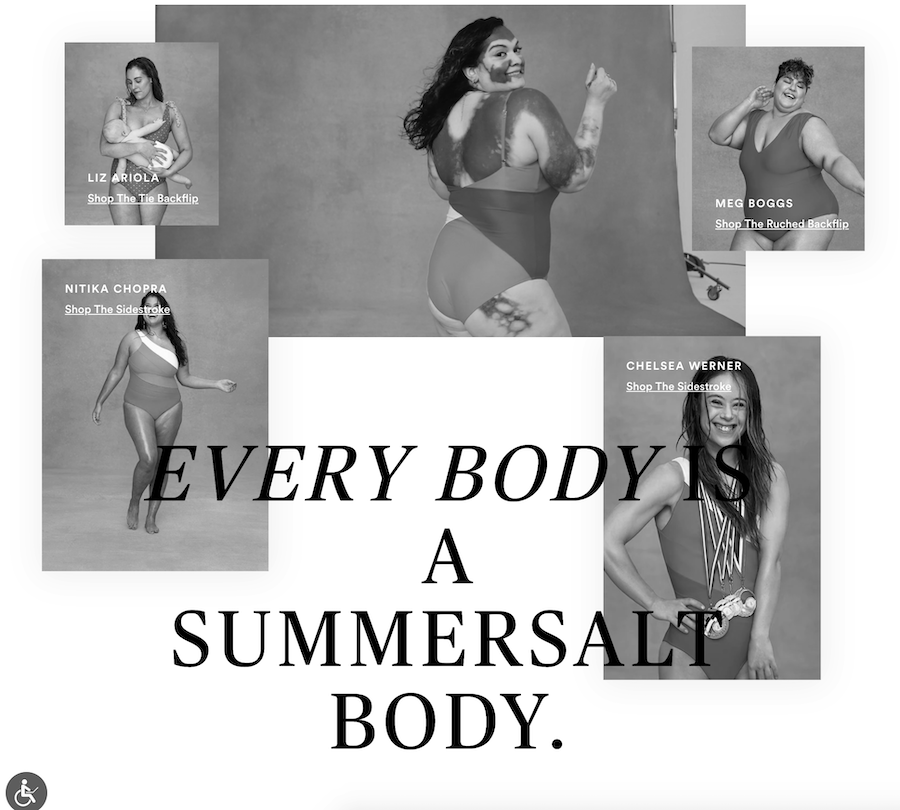 LIZ ARIOLA
Shop The Tie Backflip
MEG BOGGS
Shop The Ruched Backflip
NITIKA CHOPRA
Shop The Sidestroke
CHELSEA WERNER
Shop The Sidestroke
EVERY BODY IS
A
SUMMERSALT
BODY.